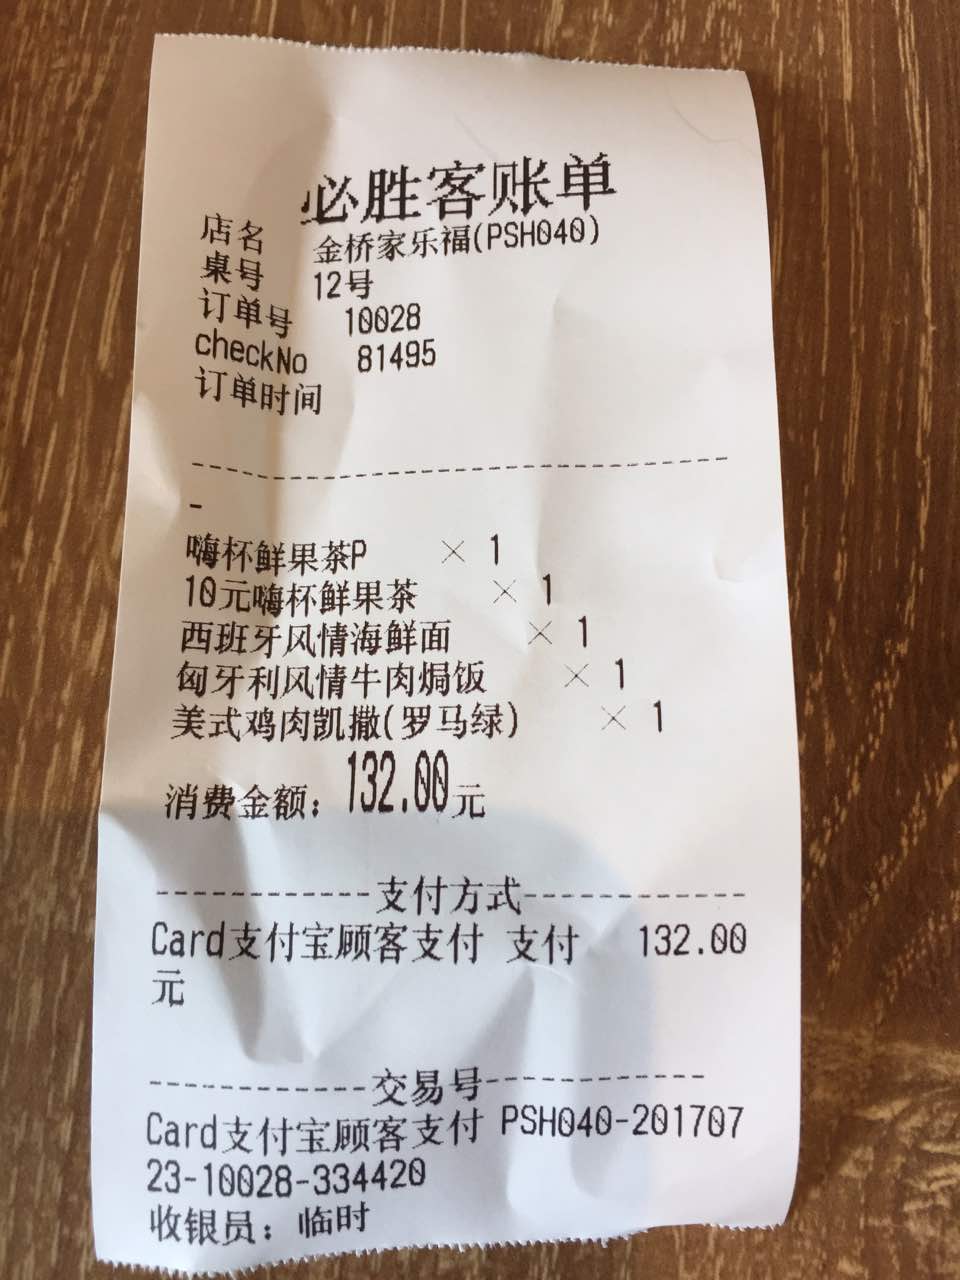 必胜客账单
店名 金桥家乐福(PSH040)
桌号 12号
订单号 10028
checkNo 81495
订单时间
-
嗨杯鲜果茶P × 1
10元嗨杯鲜果茶 × 1
西班牙风情海鲜面 × 1
匈牙利风情牛肉焗饭 × 1
美式鸡肉凯撒(罗马绿) × 1
消费金额：132.00元
------------支付方式-------------
Card支付宝顾客支付 支付 132.00
元
------------交易号-------------
Card支付宝顾客支付 PSH040-201707
23-10028-334420
收银员：临时